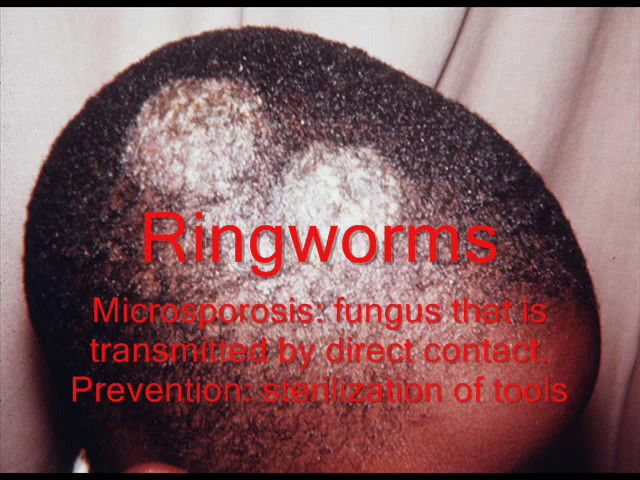 Ringworms
Microsporosis: fungus that is
transmitted by direct contact.
Prevention: sterilization of tools